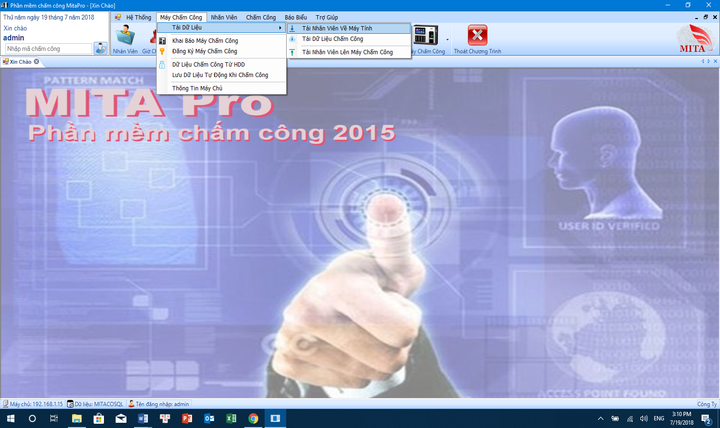 Phần mềm chấm công MitaPro - [Xin Chào]
Thứ năm ngày 19 tháng 7 năm 2018
Xin chào
admin
Nhập mã chấm công
Hệ Thống
Máy Chấm Công
Nhân Viên
Chấm Công
Báo Biểu
Trợ Giúp
Tải Dữ Liệu
Khai Báo Máy Chấm Công
Đăng Ký Máy Chấm Công
Dữ Liệu Chấm Công Từ HDD
Lưu Dữ Liệu Tự Động Khi Chấm Công
Thông Tin Máy Chủ
Tải Nhân Viên Về Máy Tính
Tải Dữ Liệu Chấm Công
Tải Nhân Viên Lên Máy Chấm Công
Nhân Viên
Chấm Công
Thoát Chương Trình
MITA
Xin Chào
PATTERN MATCH
MITA Pro
Phần mềm chấm công 2015
USER ID VERIFIED
ACCESS POINT FOUND
Máy chủ: 192.168.1.15
Dữ liệu: MITACOSQL
Tên đăng nhập: admin
Công Ty
ENG
3:10 PM
7/19/2018
2